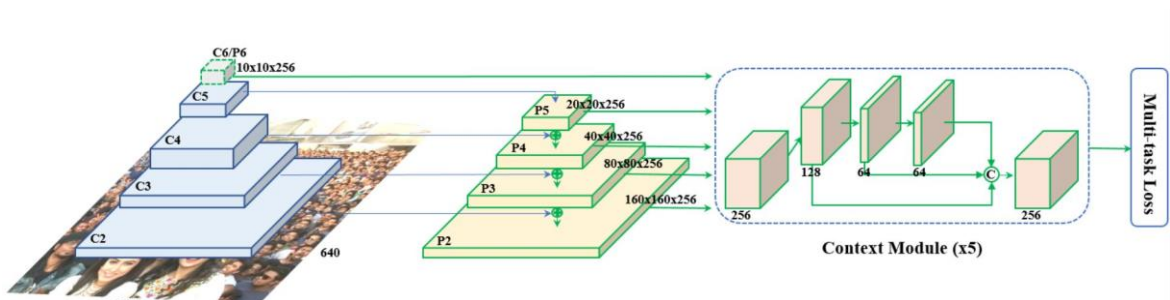 C6/P6
10x10x256
C5
C4
C3
C2
640
P5
20x20x256
P4
40x40x256
P3
80x80x256
P2
160x160x256
256
128
64
64
C
256
Context Module (x5)
Multi-task Loss